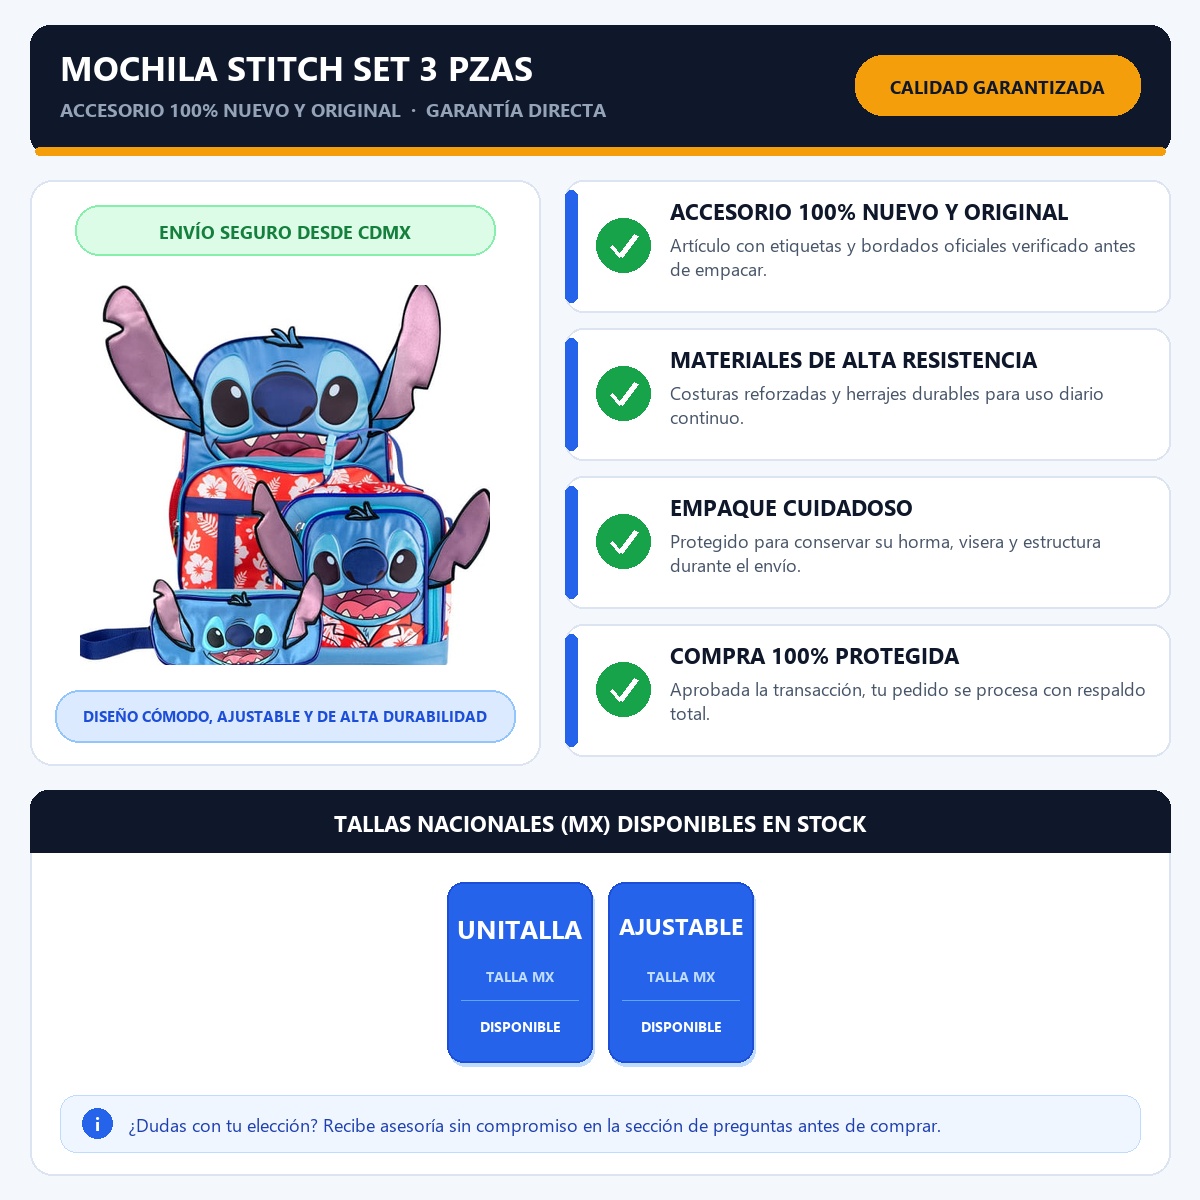 MOCHILA STITCH SET 3 PZAS
ACCESORIO 100% NUEVO Y ORIGINAL · GARANTÍA DIRECTA
CALIDAD GARANTIZADA
ENVÍO SEGURO DESDE CDMX
DISEÑO CÓMODO, AJUSTABLE Y DE ALTA DURABILIDAD
ACCESORIO 100% NUEVO Y ORIGINAL
Artículo con etiquetas y bordados oficiales verificado antes
de empacar.
MATERIALES DE ALTA RESISTENCIA
Costuras reforzadas y herrajes durables para uso diario
continuo.
EMPAQUE CUIDADOSO
Protegido para conservar su horma, visera y estructura
durante el envío.
COMPRA 100% PROTEGIDA
Aprobada la transacción, tu pedido se procesa con respaldo
total.
TALLAS NACIONALES (MX) DISPONIBLES EN STOCK
UNITALLA
TALLA MX
DISPONIBLE
AJUSTABLE
TALLA MX
DISPONIBLE
¿Dudas con tu elección? Recibe asesoría sin compromiso en la sección de preguntas antes de comprar.